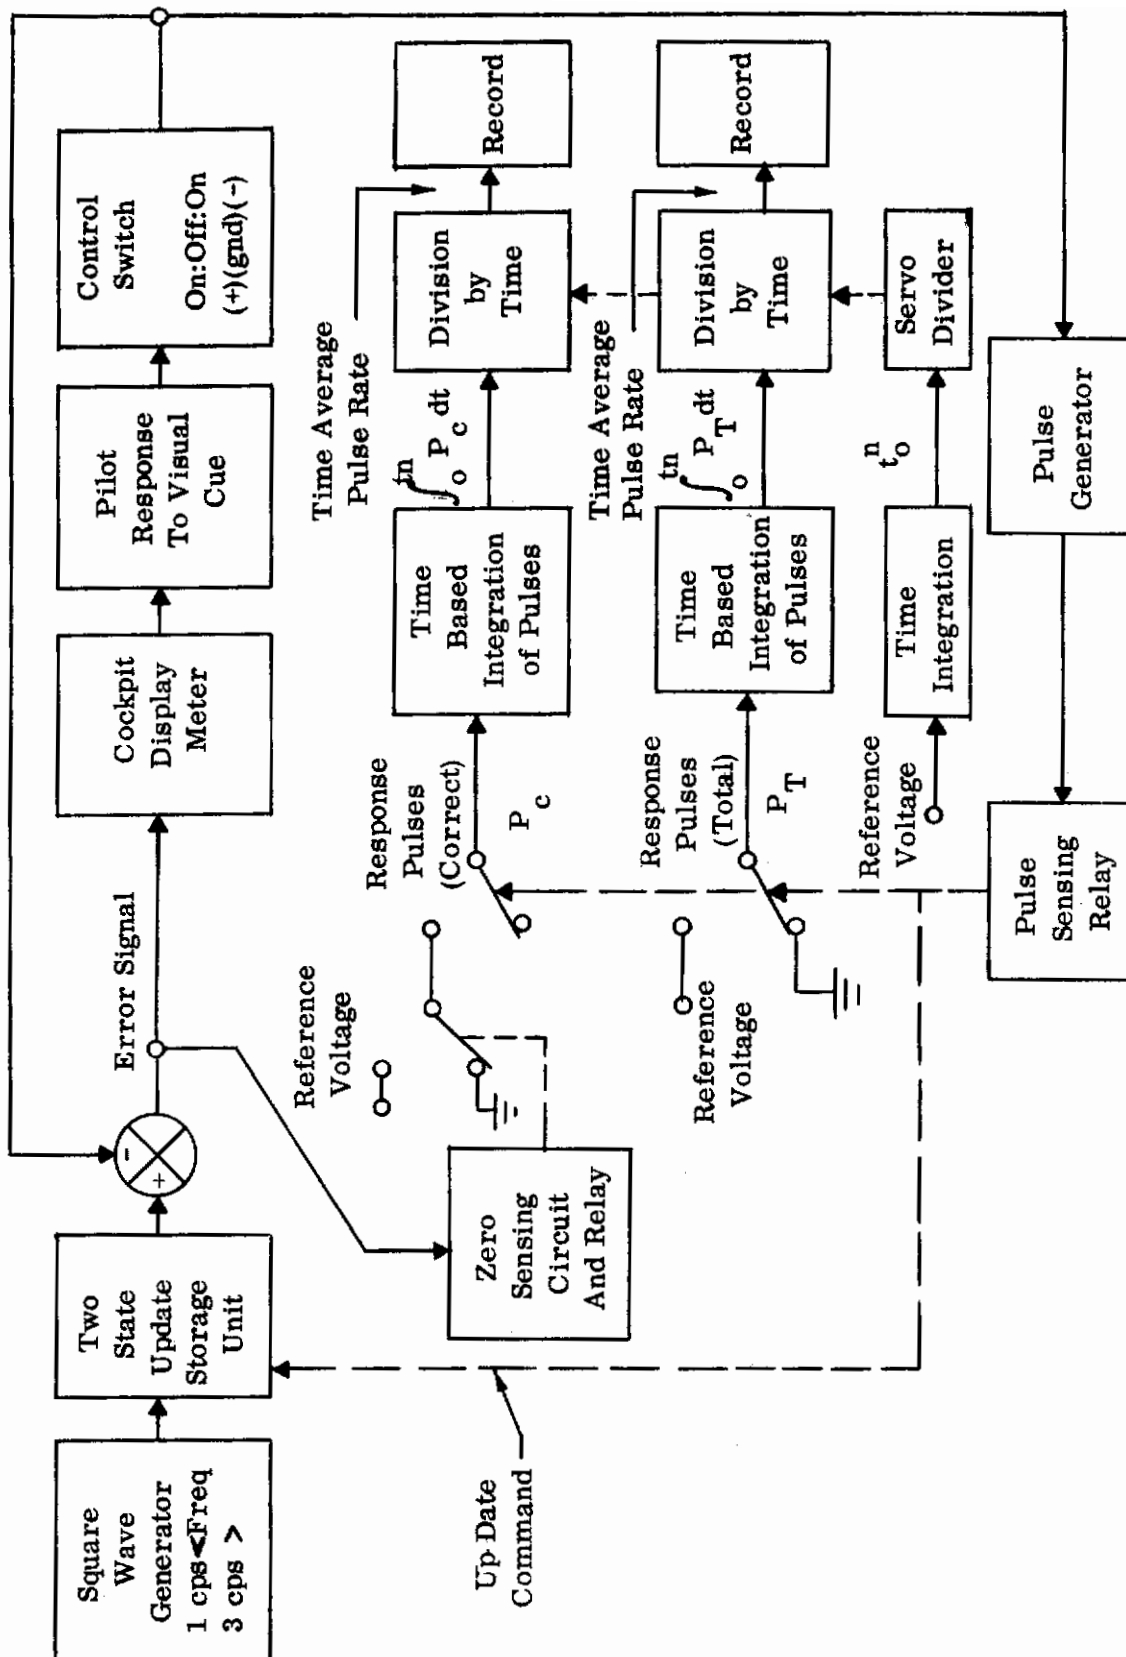 Square
Wave
Generator
1 cps<Freq
3 cps >
Two
State
Update
Storage
Unit
+
-
Error Signal
Cockpit
Display
Meter
Pilot
Response
To Visual
Cue
Control
Switch
On:Off:On
(+)(gnd)(-)
Zero
Sensing
Circuit
And Relay
Reference
Voltage
Response
Pulses
(Correct)
P c
Time
Based
Integration
of Pulses
∫ o tn P c dt
Time Average
Pulse Rate
Division
by
Time
Record
Reference
Voltage
Response
Pulses
(Total)
P T
Time
Based
Integration
of Pulses
∫ o tn P T dt
Time Average
Pulse Rate
Division
by
Time
Record
Reference
Voltage
Time
Integration
t o n
Servo
Divider
Up Date
Command
Pulse
Sensing
Relay
Pulse
Generator